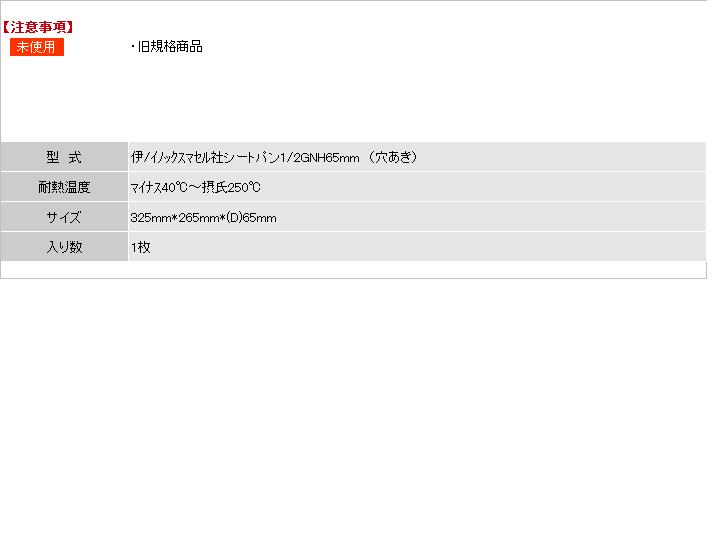 【注意事項】
未使用 ・旧規格商品
型 式 伊/ｲﾉｯｸｽﾏｾﾙ社シートパン1/2GNH65mm （穴あき）
耐熱温度 ﾏｲﾅｽ40℃～摂氏250℃
サイズ 325mm*265mm*(D)65mm
入り数 1枚